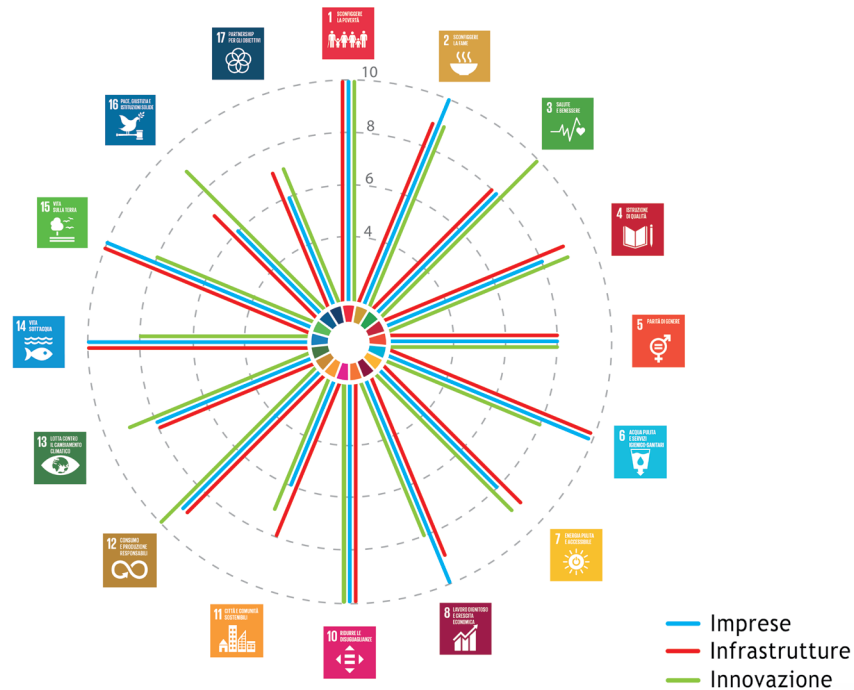 1 SCONFIGGERE
LA POVERTÀ
17 PARTNERSHIP
PER GLI OBIETTIVI
2 SCONFIGGERE
LA FAME
10
16 PACE, GIUSTIZIA E
ISTITUZIONI SOLIDE
3 SALUTE
E BENESSERE
8
6
15 VITA
SULLA TERRA
4 ISTRUZIONE
DI QUALITÀ
4
14 VITA
SOTT'ACQUA
5 PARITÀ DI GENERE
13 LOTTA CONTRO
IL CAMBIAMENTO
CLIMATICO
6 ACQUA PULITA
E SERVIZI
IGIENICO-SANITARI
12 CONSUMO
E PRODUZIONE
RESPONSABILI
7 ENERGIA PULITA
E ACCESSIBILE
11 CITTÀ E COMUNITÀ
SOSTENIBILI
8 LAVORO DIGNITOSO
E CRESCITA
ECONOMICA
10 RIDURRE LE
DISUGUAGLIANZE
Imprese
Infrastrutture
Innovazione